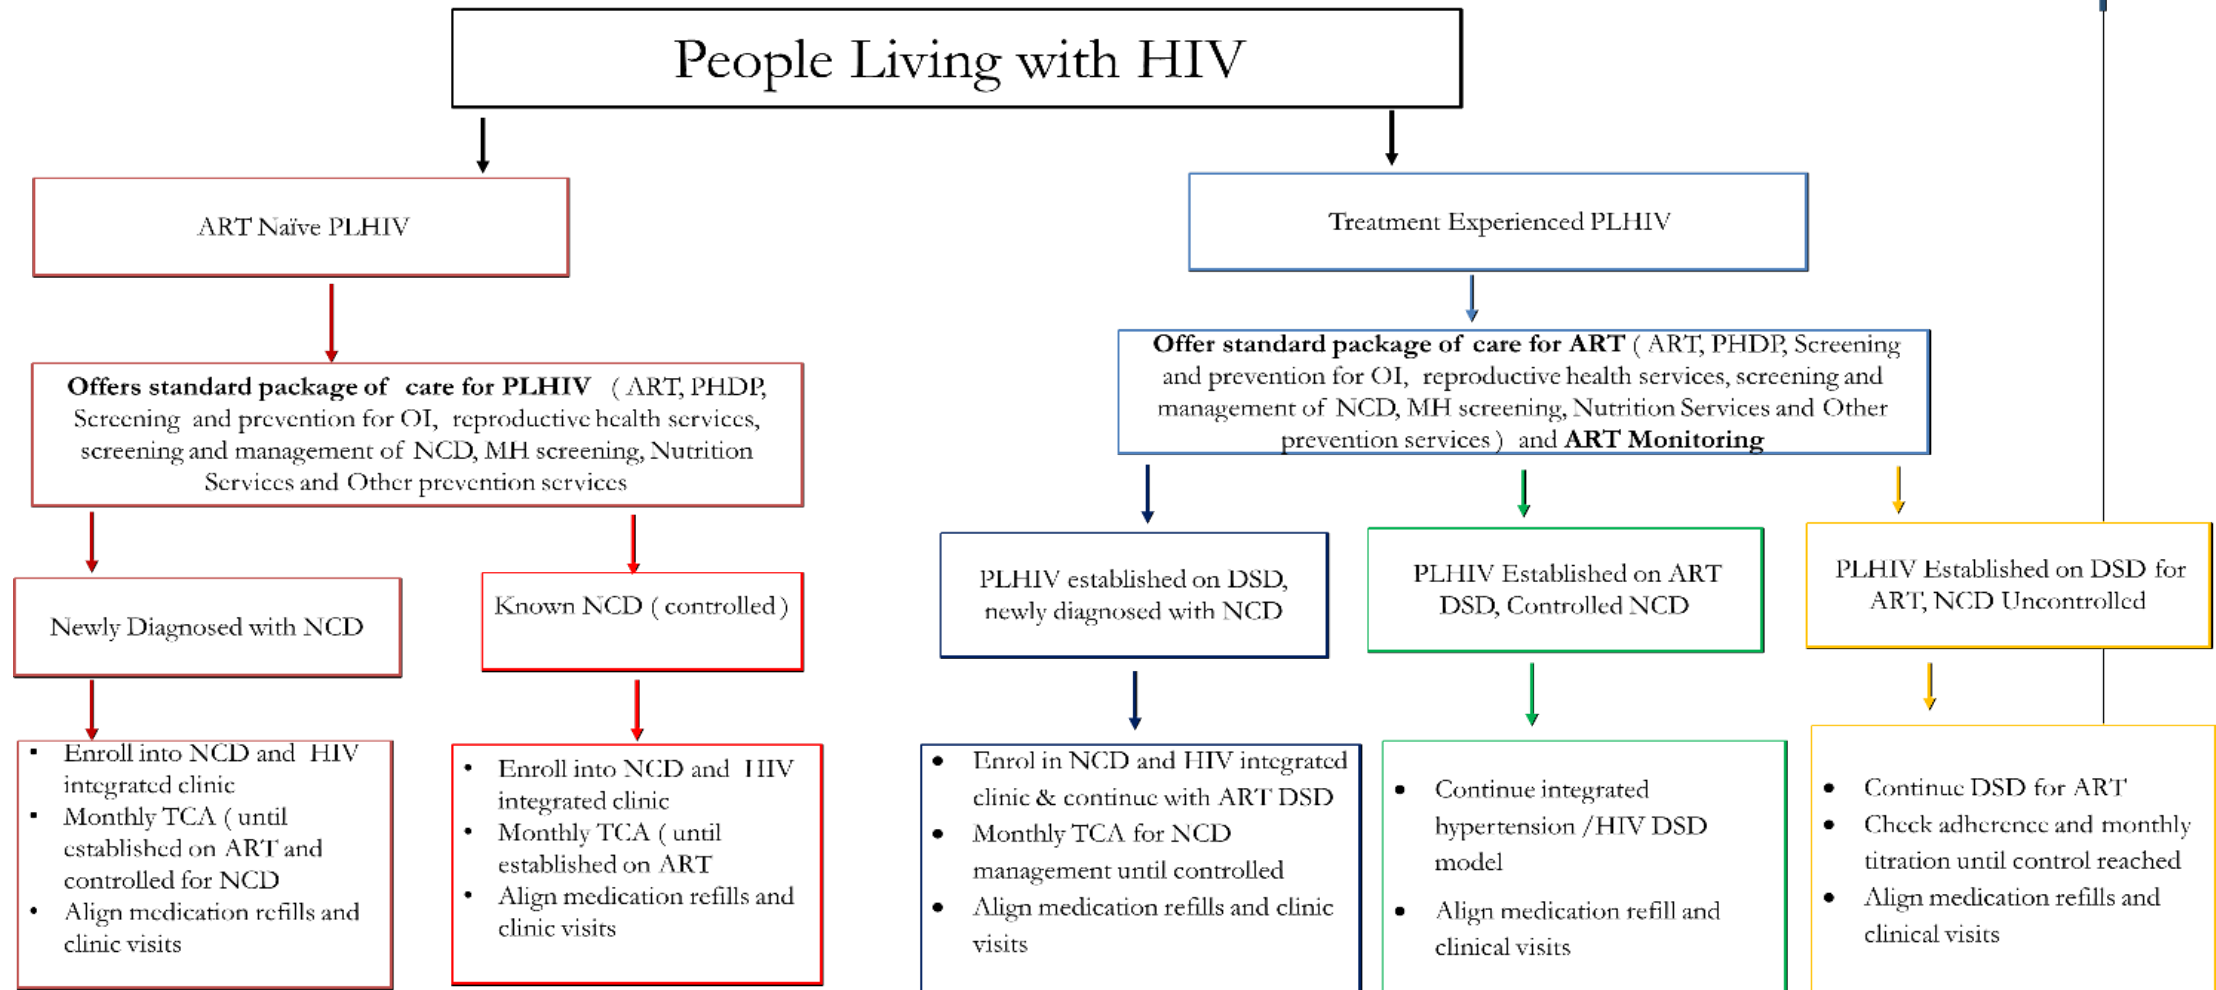 People Living with HIV
ART Naïve PLHIV
Treatment Experienced PLHIV
Offers standard package of care for PLHIV ( ART, PHDP,
Screening and prevention for OI, reproductive health services,
screening and management of NCD, MH screening, Nutrition
Services and Other prevention services
Offer standard package of care for ART ( ART, PHDP, Screening
and prevention for OI, reproductive health services, screening and
management of NCD, MH screening, Nutrition Services and Other
prevention services ) and ART Monitoring
Newly Diagnosed with NCD
Known NCD ( controlled )
PLHIV established on DSD,
newly diagnosed with NCD
PLHIV Established on ART
DSD, Controlled NCD
PLHIV Established on DSD for
ART, NCD Uncontrolled
▪ Enroll into NCD and HIV
integrated clinic
▪ Monthly TCA ( until
established on ART and
controlled for NCD
• Align medication refills and
clinic visits
• Enroll into NCD and HIV
integrated clinic
• Monthly TCA ( until
established on ART
• Align medication refills and
clinic visits
• Enrol in NCD and HIV integrated
clinic & continue with ART DSD
• Monthly TCA for NCD
management until controlled
• Align medication refills and clinic
visits
• Continue integrated
hypertension /HIV DSD
model
• Align medication refill and
clinical visits
• Continue DSD for ART
• Check adherence and monthly
titration until control reached
• Align medication refills and
clinical visits